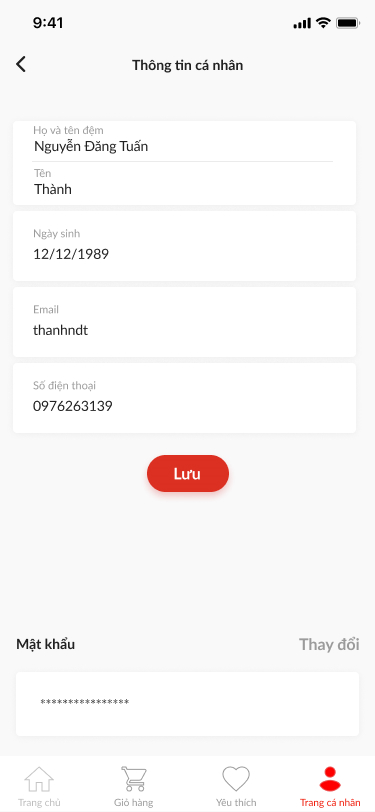 9:41
Thông tin cá nhân
Họ và tên đệm
Nguyễn Đăng Tuấn
Tên
Thành
Ngày sinh
12/12/1989
Email
thanhndt
Số điện thoại
0976263139
Lưu
Mật khẩu Thay đổi
****************
Trang chủ Giỏ hàng Yêu thích Trang cá nhân